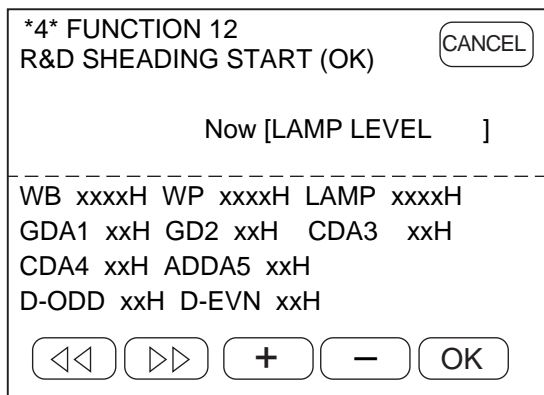 *4* FUNCTION 12
CANCEL
R&D SHEADING START (OK)
Now [LAMP LEVEL ]
WB xxxxH WP xxxxH LAMP xxxxH
GDA1 xxH GD2 xxH CDA3 xxH
CDA4 xxH ADDA5 xxH
D-ODD xxH D-EVN xxH
◁◁ ▷▷ + − OK